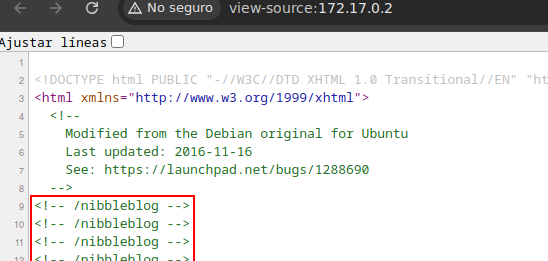 No seguro view-source:172.17.0.2
Ajustar líneas
1
2 <!DOCTYPE html PUBLIC "-//W3C//DTD XHTML 1.0 Transitional//EN" "ht
3 <html xmlns="http://www.w3.org/1999/xhtml">
4 <!--
5 Modified from the Debian original for Ubuntu
6 Last updated: 2016-11-16
7 See: https://launchpad.net/bugs/1288690
8 -->
9 <!-- /nibbleblog -->
10 <!-- /nibbleblog -->
11 <!-- /nibbleblog -->
12 <!-- /nibbleblog -->